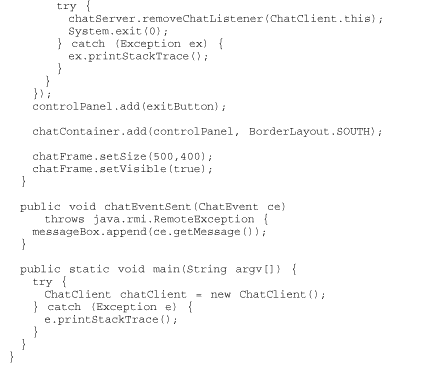 try {
chatServer.removeChatListener(ChatClient.this);
System.exit(0);
} catch (Exception ex) {
ex.printStackTrace();
}
}
});
controlPanel.add(exitButton);
chatContainer.add(controlPanel, BorderLayout.SOUTH);
chatFrame.setSize(500,400);
chatFrame.setVisible(true);
}
public void chatEventSent(ChatEvent ce)
throws java.rmi.RemoteException {
messageBox.append(ce.getMessage());
}
public static void main(String argv[]) {
try {
ChatClient chatClient = new ChatClient();
} catch (Exception e) {
e.printStackTrace();
}
}
}